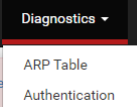 Diagnostics
ARP Table
Authentication